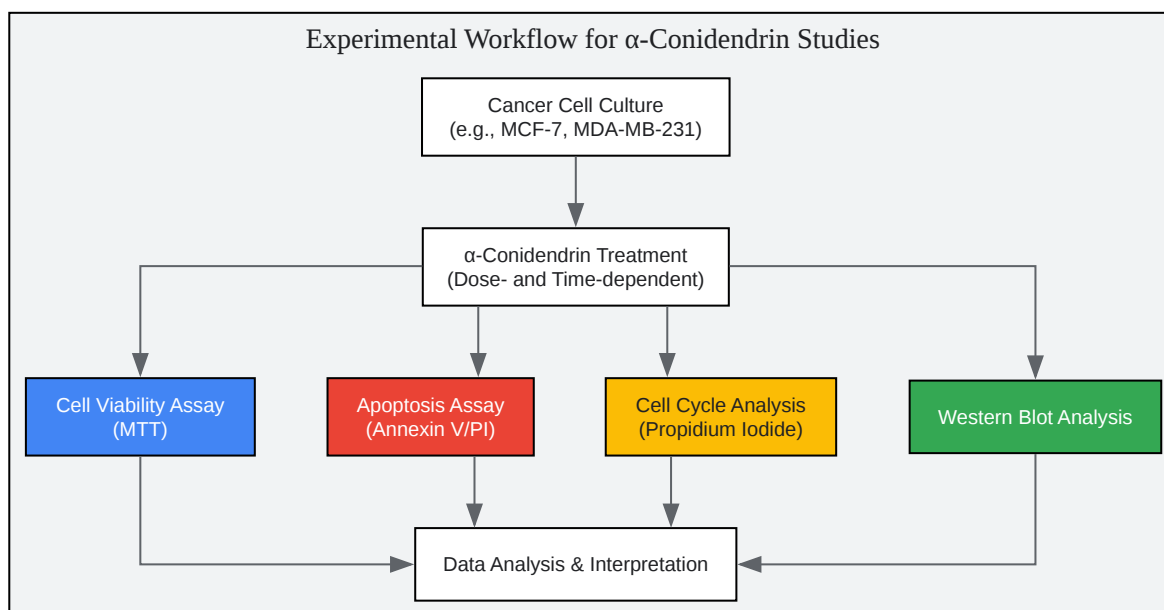 Experimental Workflow for α-Conidendrin Studies
Cancer Cell Culture
(e.g., MCF-7, MDA-MB-231)
α-Conidendrin Treatment
(Dose- and Time-dependent)
Cell Viability Assay
(MTT)
Apoptosis Assay
(Annexin V/PI)
Cell Cycle Analysis
(Propidium Iodide)
Western Blot Analysis
Data Analysis & Interpretation